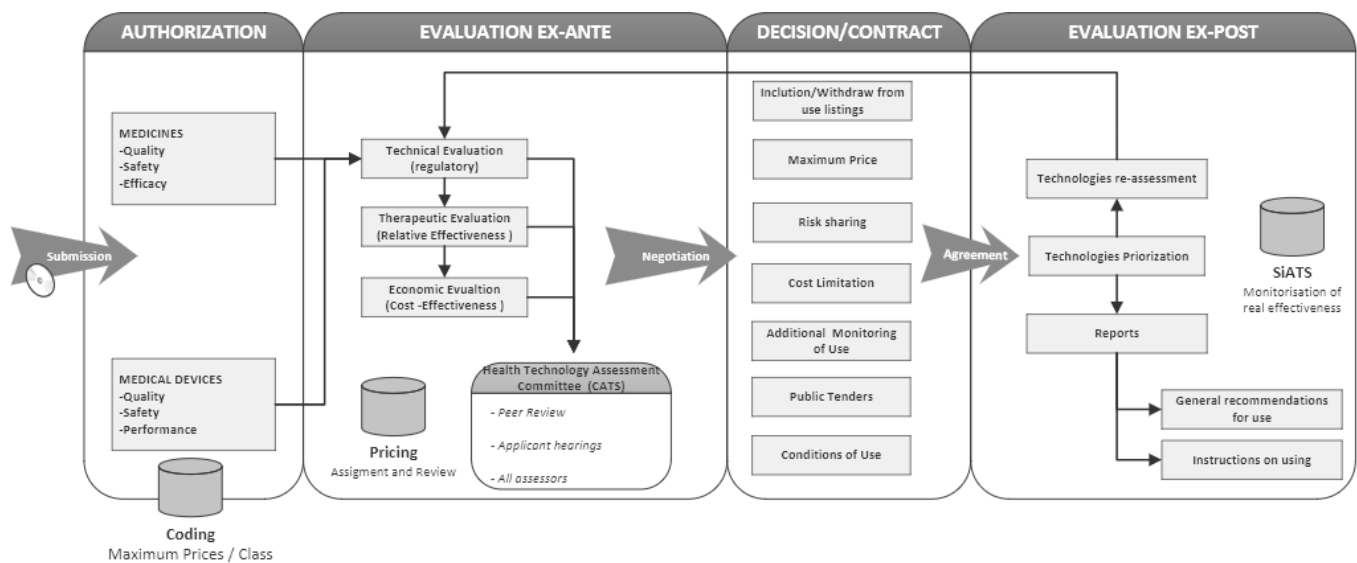 AUTHORIZATION
EVALUATION EX-ANTE
DECISION/CONTRACT
EVALUATION EX-POST
Submission
MEDICINES
-Quality
-Safety
-Efficacy
MEDICAL DEVICES
-Quality
-Safety
-Performance
Coding
Maximum Prices / Class
Technical Evaluation
(regulatory)
Therapeutic Evaluation
(Relative Effectiveness )
Economic Evaultion
(Cost -Effectiveness )
Pricing
Assigment and Review
Health Technology Assessment
Committee (CATS)
- Peer Review
- Applicant hearings
- All assessors
Negotiation
Inclution/Withdraw from
use listings
Maximum Price
Risk sharing
Cost Limitation
Additional Monitoring
of Use
Public Tenders
Conditions of Use
Agreement
Technologies re-assessment
Technologies Priorization
Reports
SiATS
Monitorisation of
real effectiveness
General recommendations
for use
Instructions on using